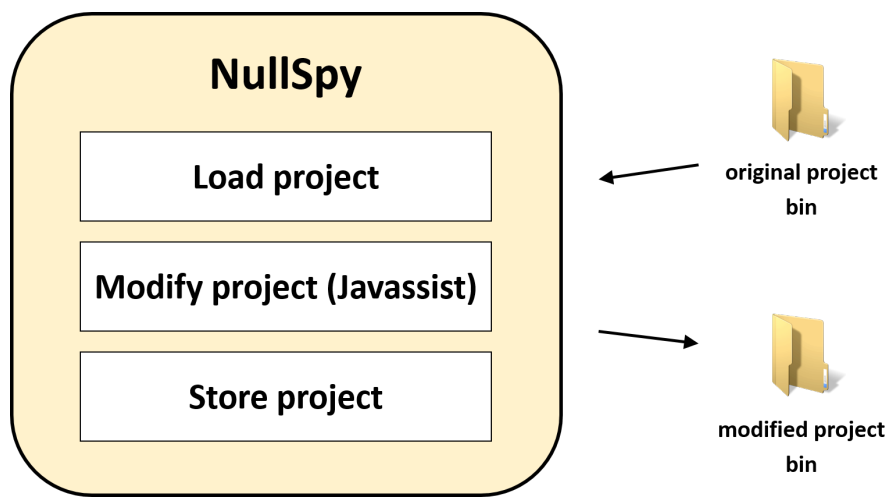 NullSpy
Load project
Modify project (Javassist)
Store project
original project
bin
modified project
bin